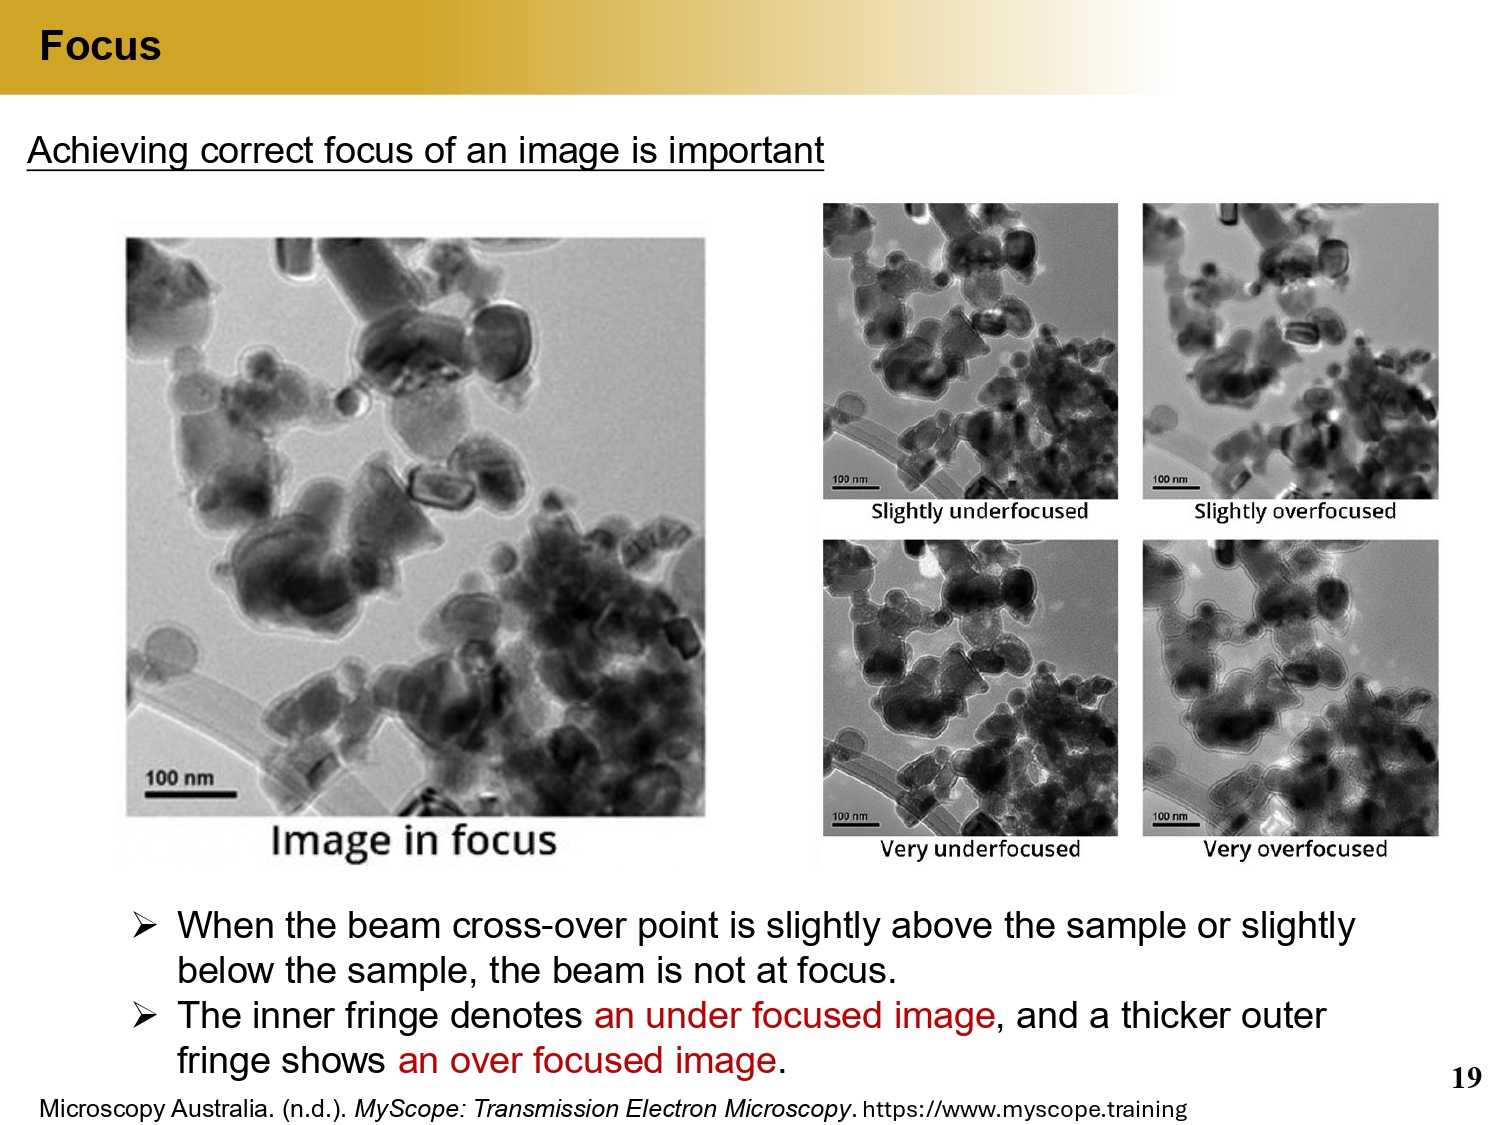 Focus
Achieving correct focus of an image is important
100 nm
Image in focus
100 nm
Slightly underfocused
100 nm
Slightly overfocused
100 nm
Very underfocused
100 nm
Very overfocused
➢ When the beam cross-over point is slightly above the sample or slightly
below the sample, the beam is not at focus.
➢ The inner fringe denotes an under focused image, and a thicker outer
fringe shows an over focused image.
19
Microscopy Australia. (n.d.). MyScope: Transmission Electron Microscopy. https://www.myscope.training